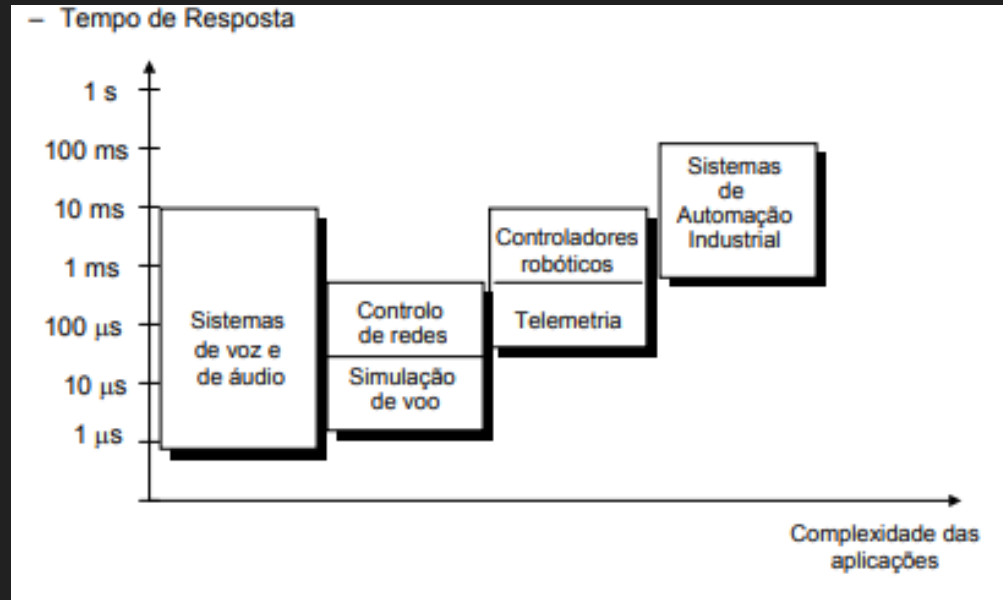 – Tempo de Resposta
1 s
100 ms
10 ms
1 ms
100 μs
10 μs
1 μs
Sistemas
de voz e
de áudio
Controlo
de redes
Simulação
de voo
Controladores
robóticos
Telemetria
Sistemas
de
Automação
Industrial
Complexidade das
aplicações